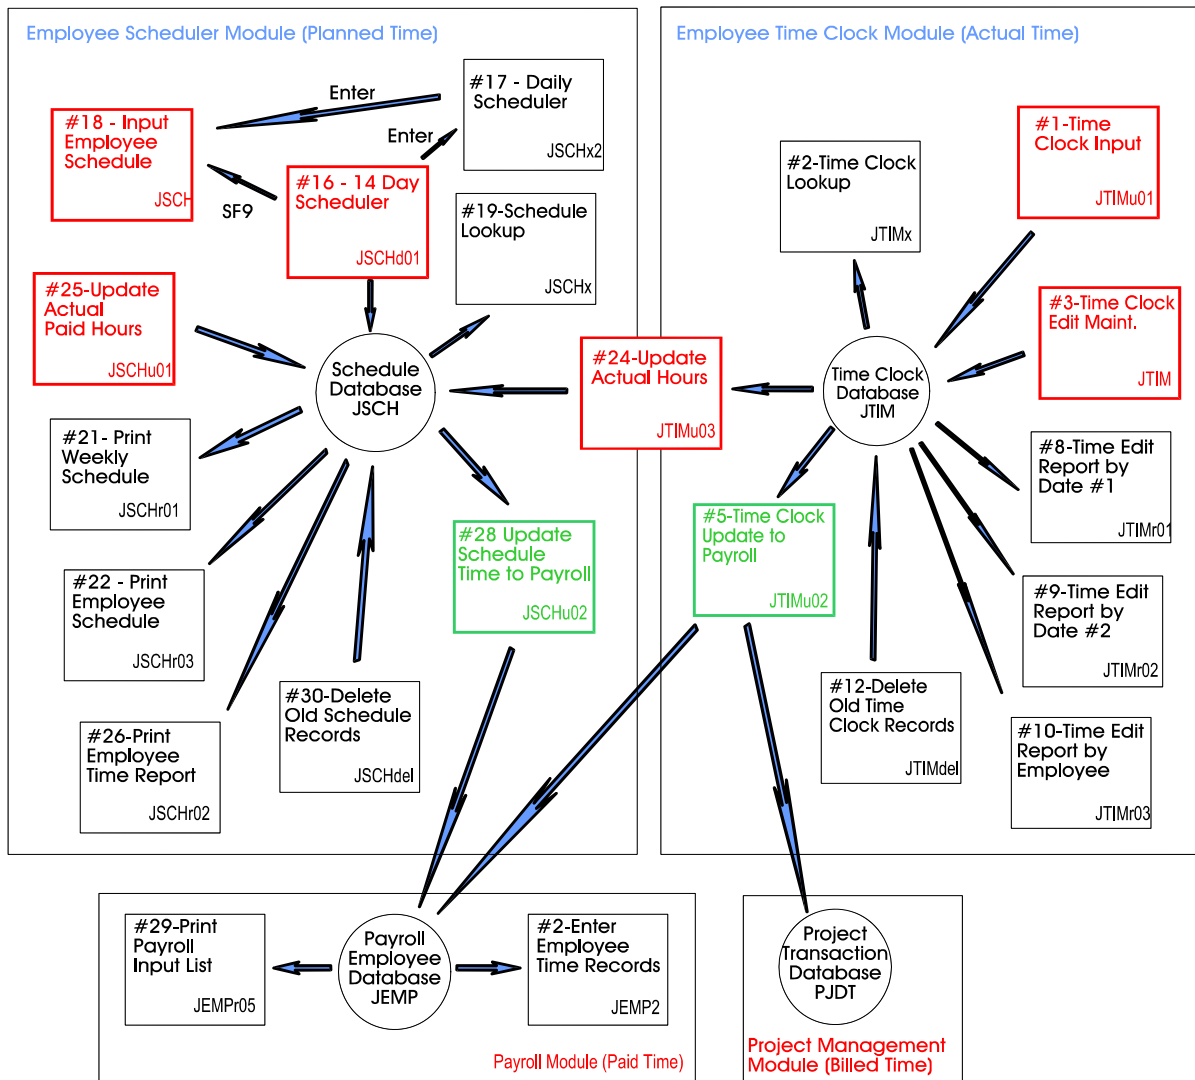 Employee Scheduler Module (Planned Time)
#17 - Daily
Scheduler
JSCHx2
Enter
Enter
#18 - Input
Employee
Schedule
JSCH
SF9
#16 - 14 Day
Scheduler
JSCHd01
#19-Schedule
Lookup
JSCHx
#25-Update
Actual
Paid Hours
JSCHu01
Schedule
Database
JSCH
#21- Print
Weekly
Schedule
JSCHr01
#22 - Print
Employee
Schedule
JSCHr03
#28 Update
Schedule
Time to Payroll
JSCHu02
#26-Print
Employee
Time Report
JSCHr02
#30-Delete
Old Schedule
Records
JSCHdel
#24-Update
Actual Hours
JTIMu03
Employee Time Clock Module (Actual Time)
#2-Time Clock
Lookup
JTIMx
#1-Time
Clock Input
JTIMu01
#3-Time Clock
Edit Maint.
JTIM
Time Clock
Database
JTIM
#8-Time Edit
Report by
Date #1
JTIMr01
#5-Time Clock
Update to
Payroll
JTIMu02
#9-Time Edit
Report by
Date #2
JTIMr02
#12-Delete
Old Time
Clock Records
JTIMdel
#10-Time Edit
Report by
Employee
JTIMr03
#29-Print
Payroll
Input List
JEMPr05
Payroll
Employee
Database
JEMP
#2-Enter
Employee
Time Records
JEMP2
Payroll Module (Paid Time)
Project
Transaction
Database
PJDT
Project Management
Module (Billed Time)